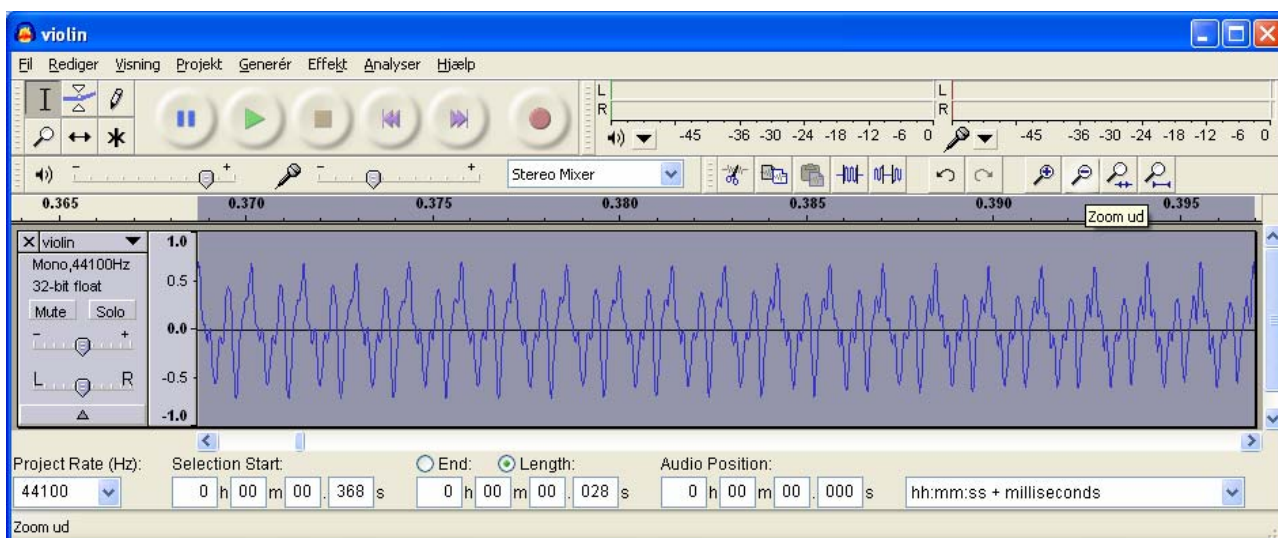 violin
Fil Rediger Visning Projekt Generér Effekt Analyser Hjælp
L L
R R
-45 -36 -30 -24 -18 -12 -6 0 -45 -36 -30 -24 -18 -12 -6 0
- + - + Stereo Mixer
0.365 0.370 0.375 0.380 0.385 0.390 0.395
Zoom ud
X violin 1.0
Mono,44100Hz
32-bit float 0.5
Mute Solo
- + 0.0
L R -0.5
-1.0
Project Rate (Hz): Selection Start: End: Length: Audio Position:
44100 0 h 00 m 00 . 368 s 0 h 00 m 00 . 028 s 0 h 00 m 00 . 000 s hh:mm:ss + milliseconds
Zoom ud